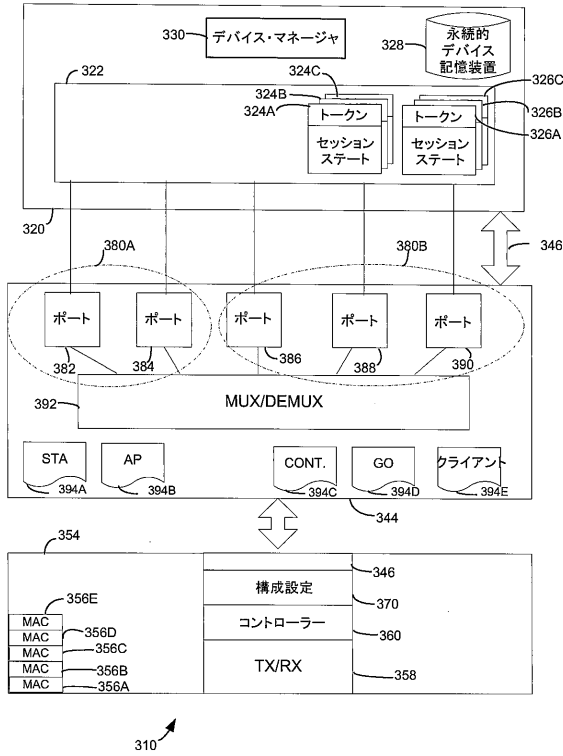 330
デバイス・マネージャ
328
永続的
デバイス
記憶装置
322
324C
324B
324A
トークン
セッション
ステート
326C
326B
326A
トークン
セッション
ステート
320
346
380A
380B
ポート
ポート
ポート
ポート
ポート
382
384
386
388
390
392
MUX/DEMUX
STA
394A
AP
394B
CONT.
394C
GO
394D
クライアント
394E
344
354
346
構成設定
370
コントローラー
360
TX/RX
358
356E
MAC
356D
MAC
356C
MAC
356B
MAC
356A
MAC
310